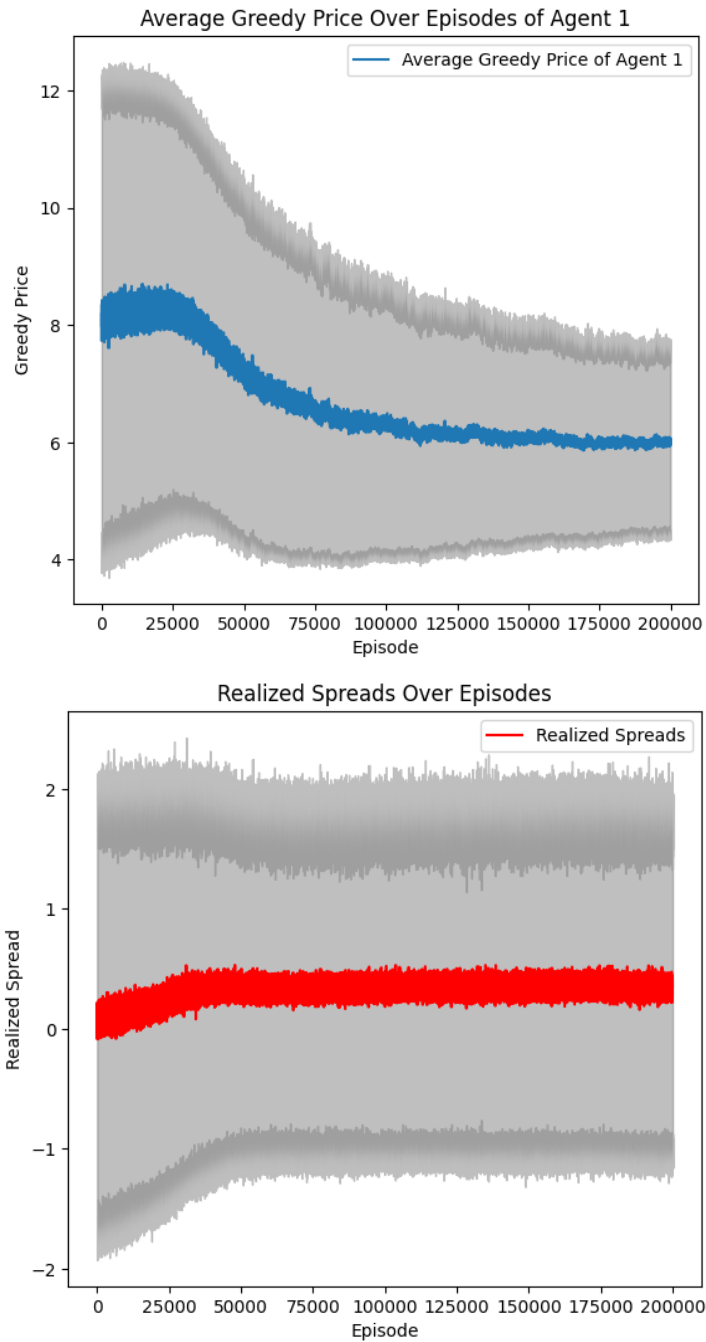 Average Greedy Price Over Episodes of Agent 1
Average Greedy Price of Agent 1
12
10
8
6
4
Greedy Price
0 25000 50000 75000 100000 125000 150000 175000 200000
Episode
Realized Spreads Over Episodes
Realized Spreads
2
1
0
−1
−2
Realized Spread
0 25000 50000 75000 100000 125000 150000 175000 200000
Episode